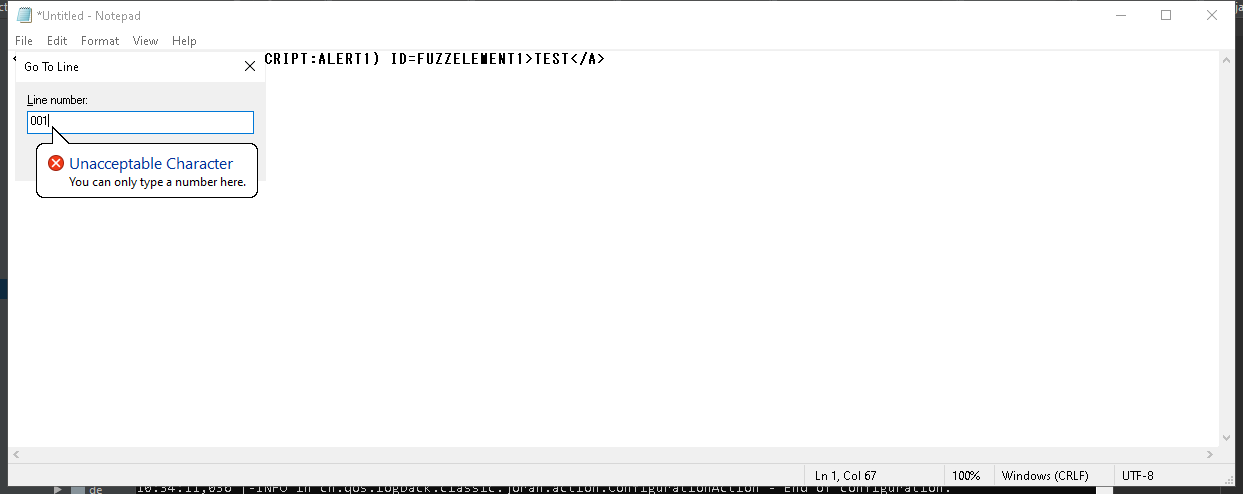 *Untitled - Notepad
File Edit Format View Help
CRIPT:ALERT1) ID=FUZZELEMENT1>TEST</A>
Go To Line
Line number:
001
Unacceptable Character
You can only type a number here.
Ln 1, Col 67 100% Windows (CRLF) UTF-8
de 10:34:11,036 |-INFO in ch.qos.logback.classic.joran.action.ConfigurationAction - End of configuration.